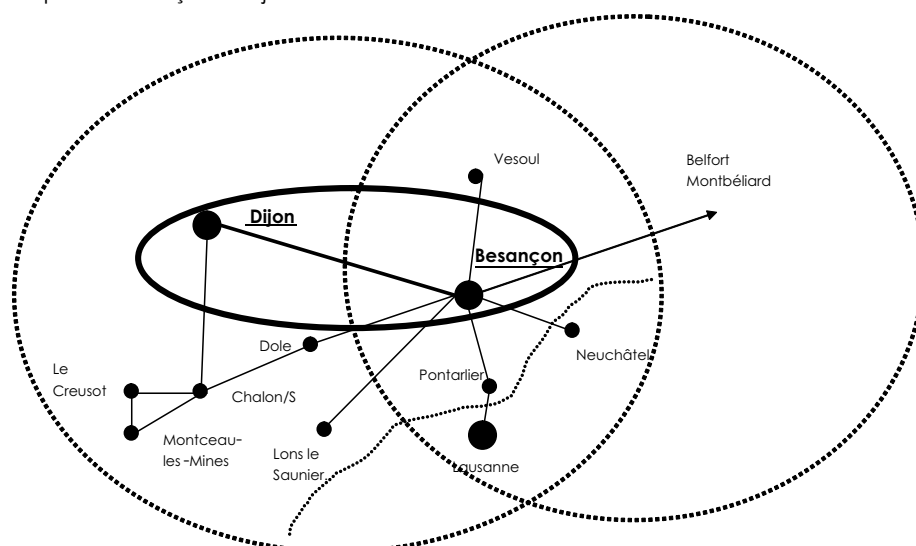 Vesoul
Belfort
Montbéliard
Dijon
Besançon
Dole
Neuchâtel
Le
Creusot
Pontarlier
Chalon/S
Montceau-
les-Mines
Lons le
Saunier
Lausanne